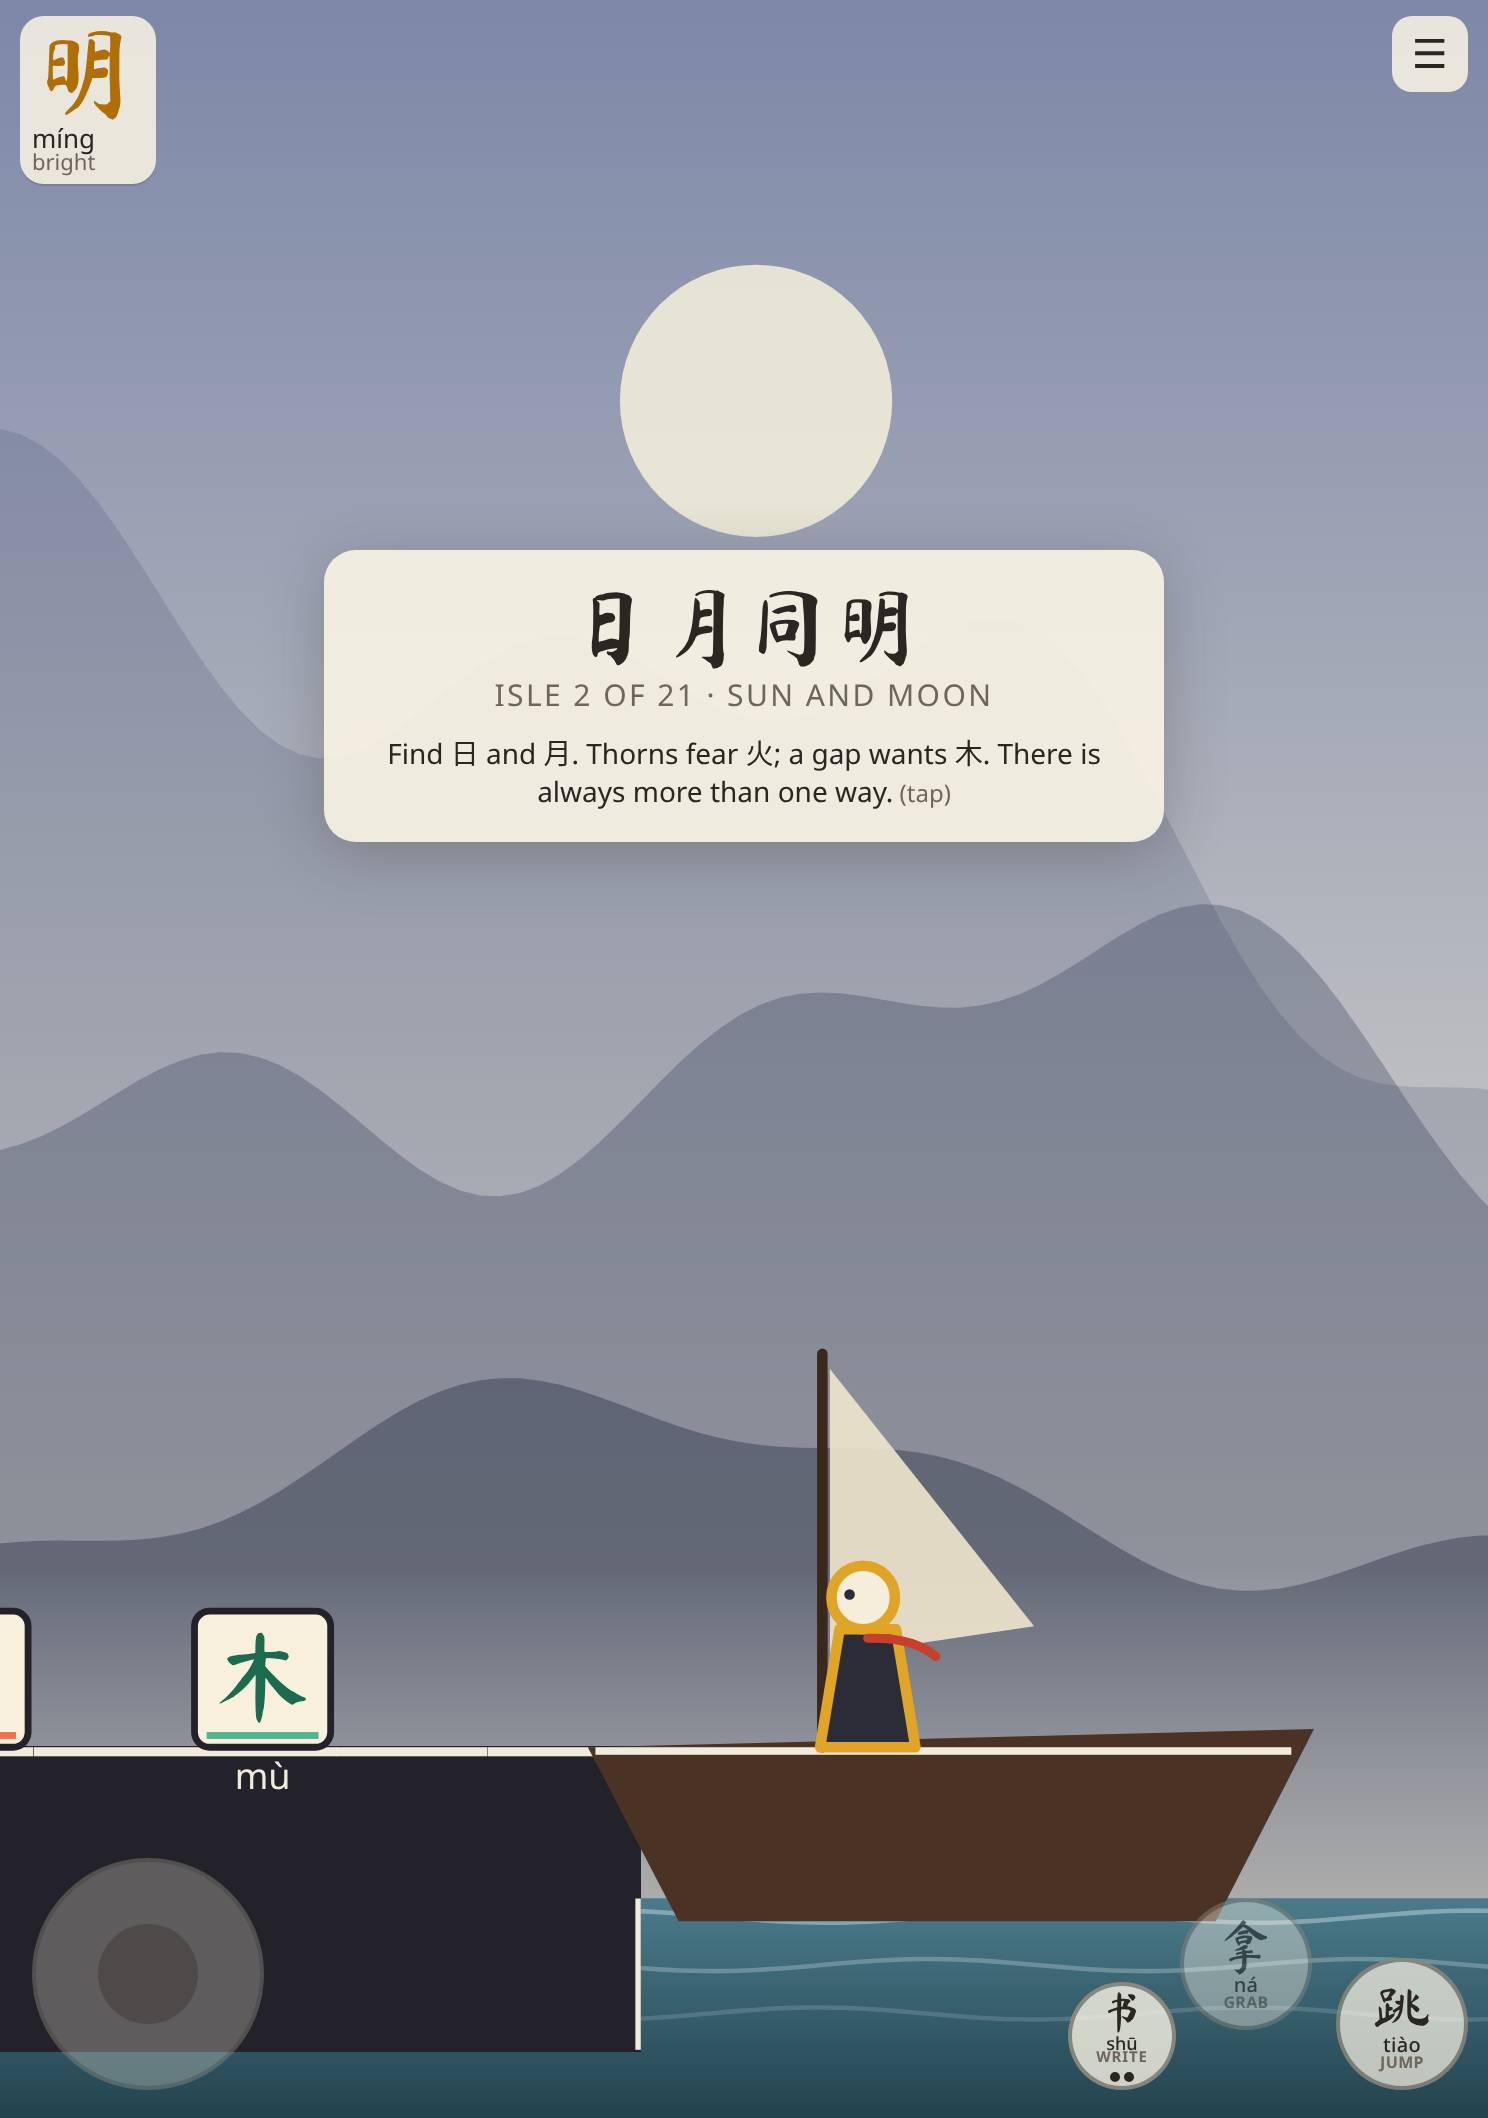 明
míng
bright
☰
日月同明
ISLE 2 OF 21 · SUN AND MOON
Find 日 and 月. Thorns fear 火; a gap wants 木. There is
always more than one way. (tap)
木
mù
书
shū
WRITE
拿
ná
GRAB
跳
tiào
JUMP